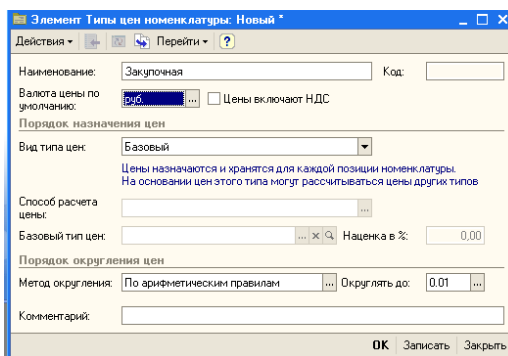 Элемент Типы цен номенклатуры: Новый *
Действия Перейти ?
Наименование: Закупочная Код:
Валюта цены по умолчанию: руб. ... Цены включают НДС
Порядок назначения цен
Вид типа цен: Базовый
Цены назначаются и хранятся для каждой позиции номенклатуры.
На основании цен этого типа могут рассчитываться цены других типов
Способ расчета цены: ...
Базовый тип цен: ... x Наценка в %: 0,00
Порядок округления цен
Метод округления: По арифметическим правилам ... Округлять до: 0.01 ...
Комментарий:
OK Записать Закрыть